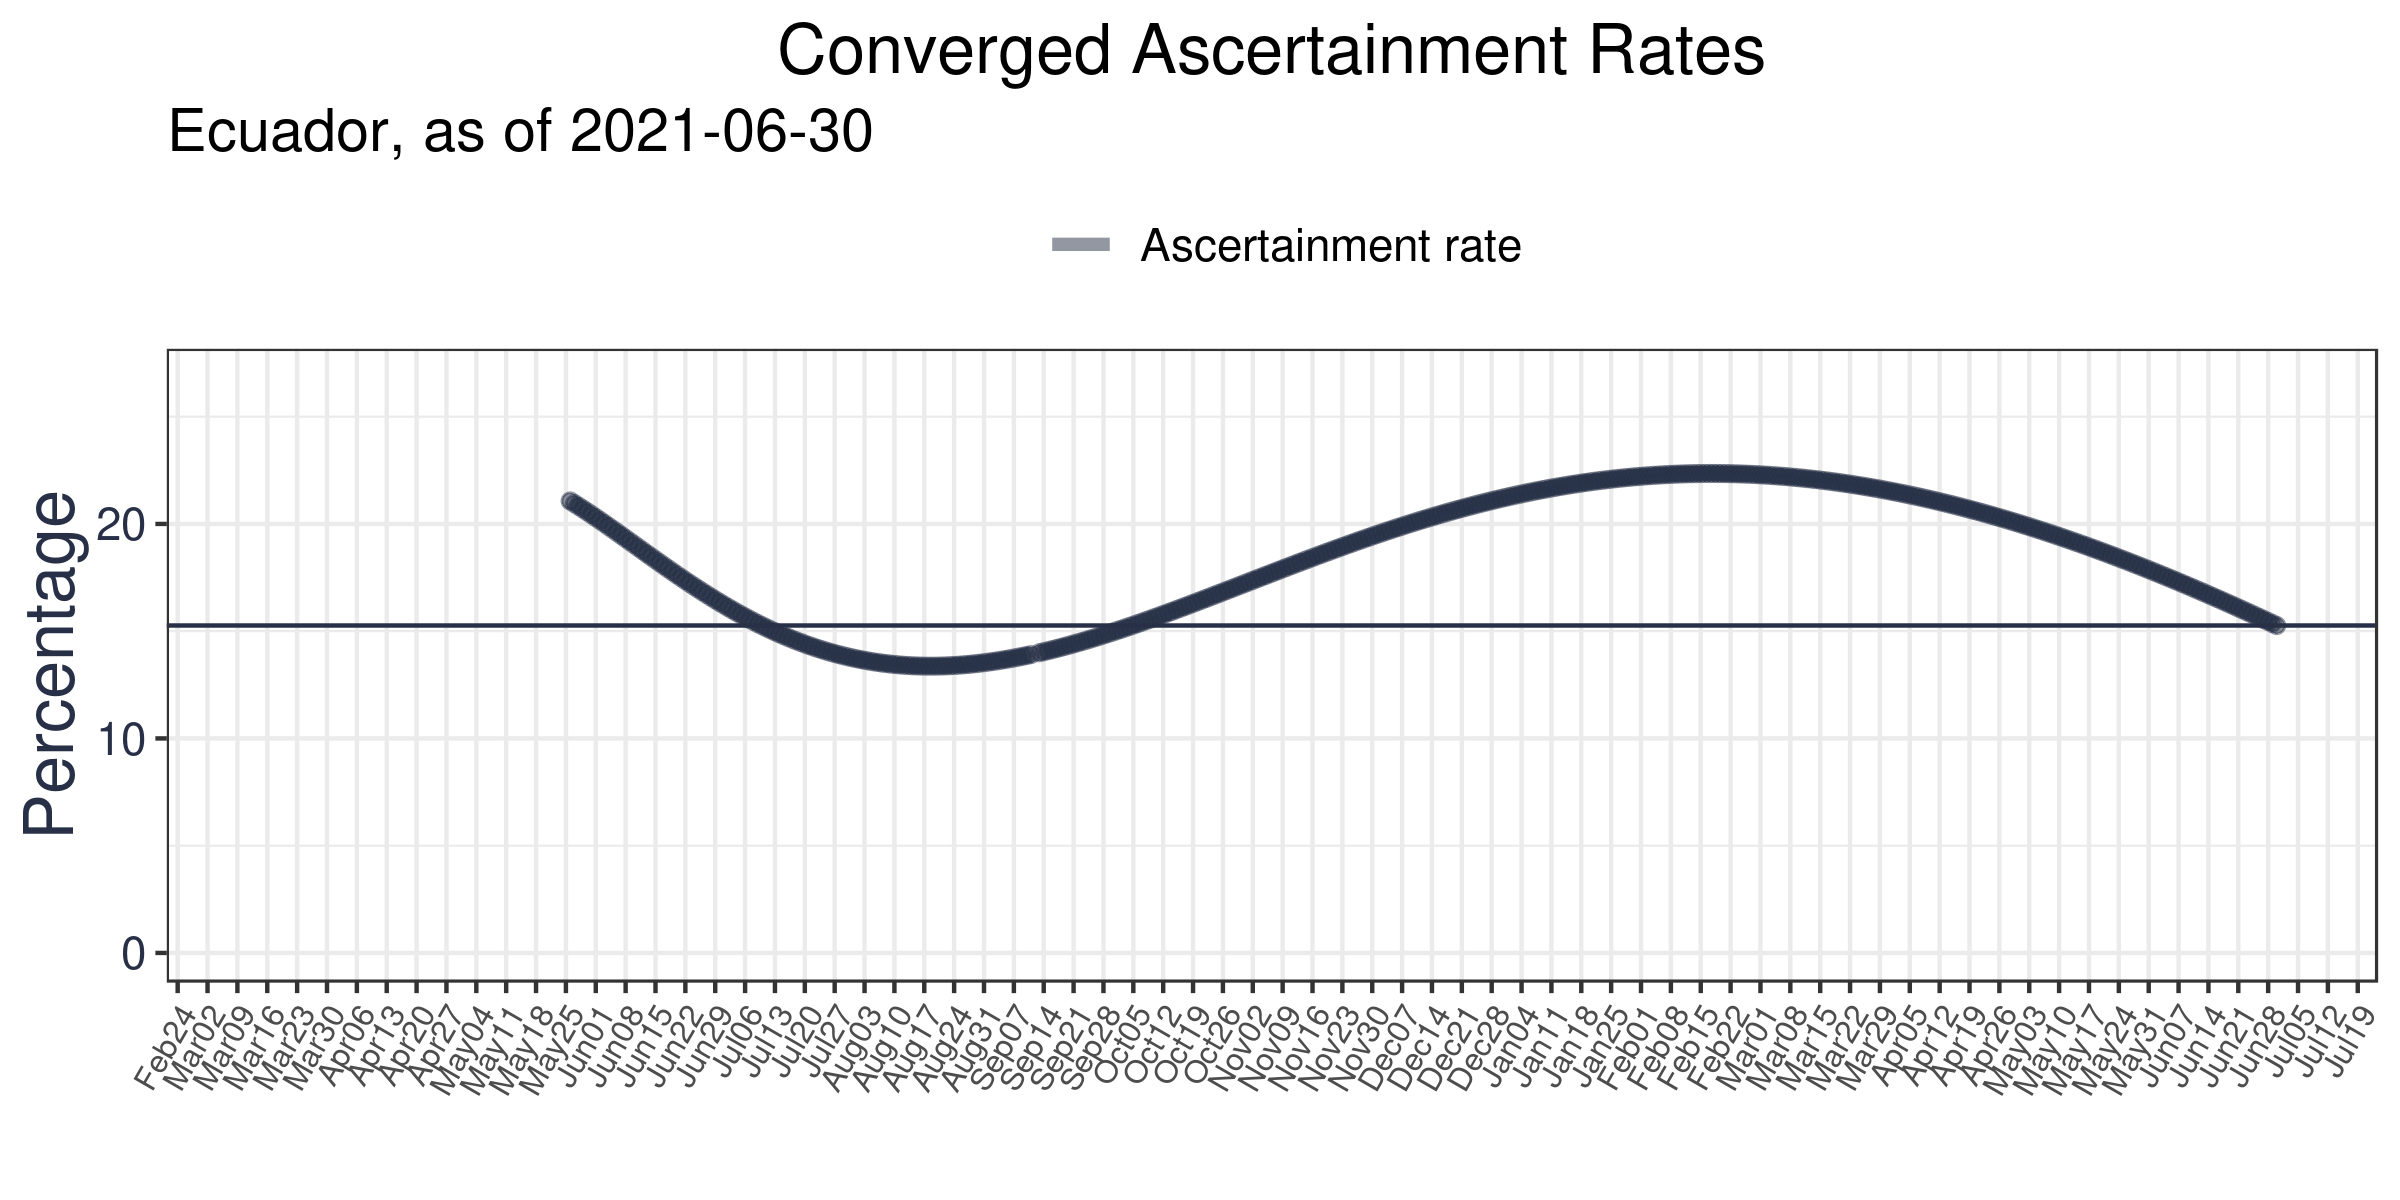 Converged Ascertainment Rates
Ecuador, as of 2021-06-30
Ascertainment rate
Percentage
20
10
0
Feb24 Mar02 Mar09 Mar16 Mar23 Mar30 Apr06 Apr13 Apr20 Apr27 May04 May11 May18 May25 Jun01 Jun08 Jun15 Jun22 Jun29 Jul06 Jul13 Jul20 Jul27 Aug03 Aug10 Aug17 Aug24 Aug31 Sep07 Sep14 Sep21 Sep28 Oct05 Oct12 Oct19 Oct26 Nov02 Nov09 Nov16 Nov23 Nov30 Dec07 Dec14 Dec21 Dec28 Jan04 Jan11 Jan18 Jan25 Feb01 Feb08 Feb15 Feb22 Mar01 Mar08 Mar15 Mar22 Mar29 Apr05 Apr12 Apr19 Apr26 May03 May10 May17 May24 May31 Jun07 Jun14 Jun21 Jun28 Jul05 Jul12 Jul19